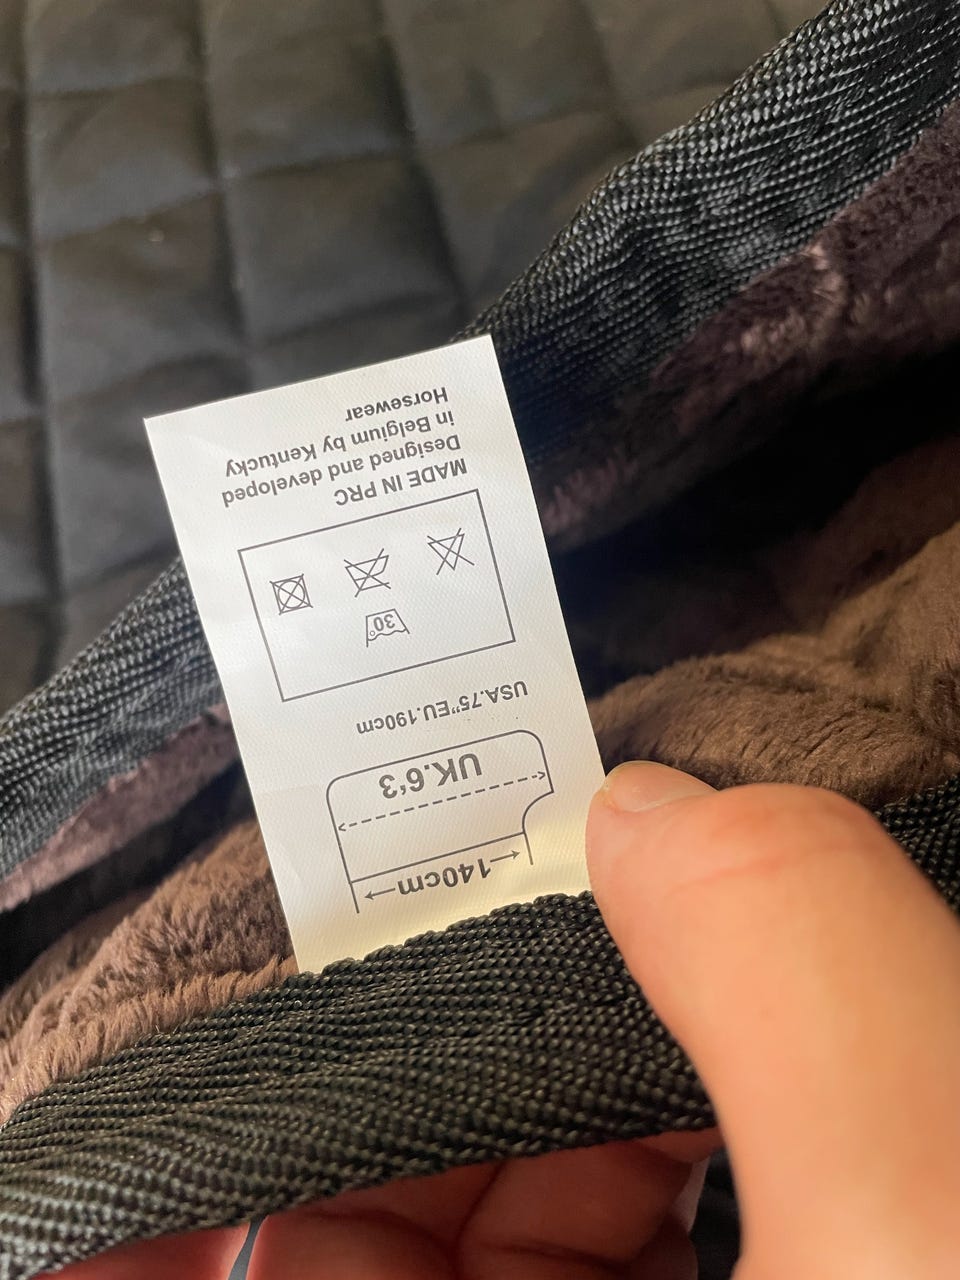 140cm
UK.6'3
USA.75"EU.190cm
30°
MADE IN PRC
Designed and developed
in Belgium by Kentucky
Horsewear